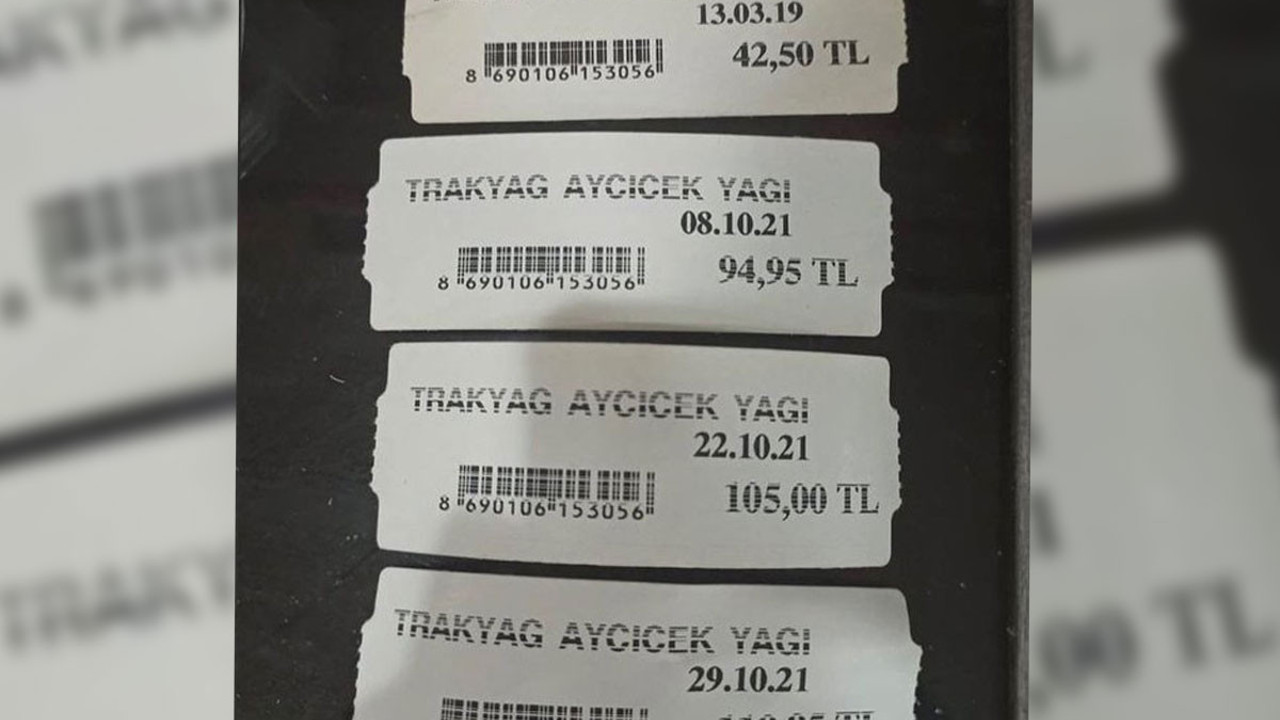 13.03.19
42,50 TL
8 690106 153056
TRAKYAG AYCICEK YAGI
08.10.21
94,95 TL
8 690106 153056
TRAKYAG AYCICEK YAGI
22.10.21
105,00 TL
8 690106 153056
TRAKYAG AYCICEK YAGI
29.10.21